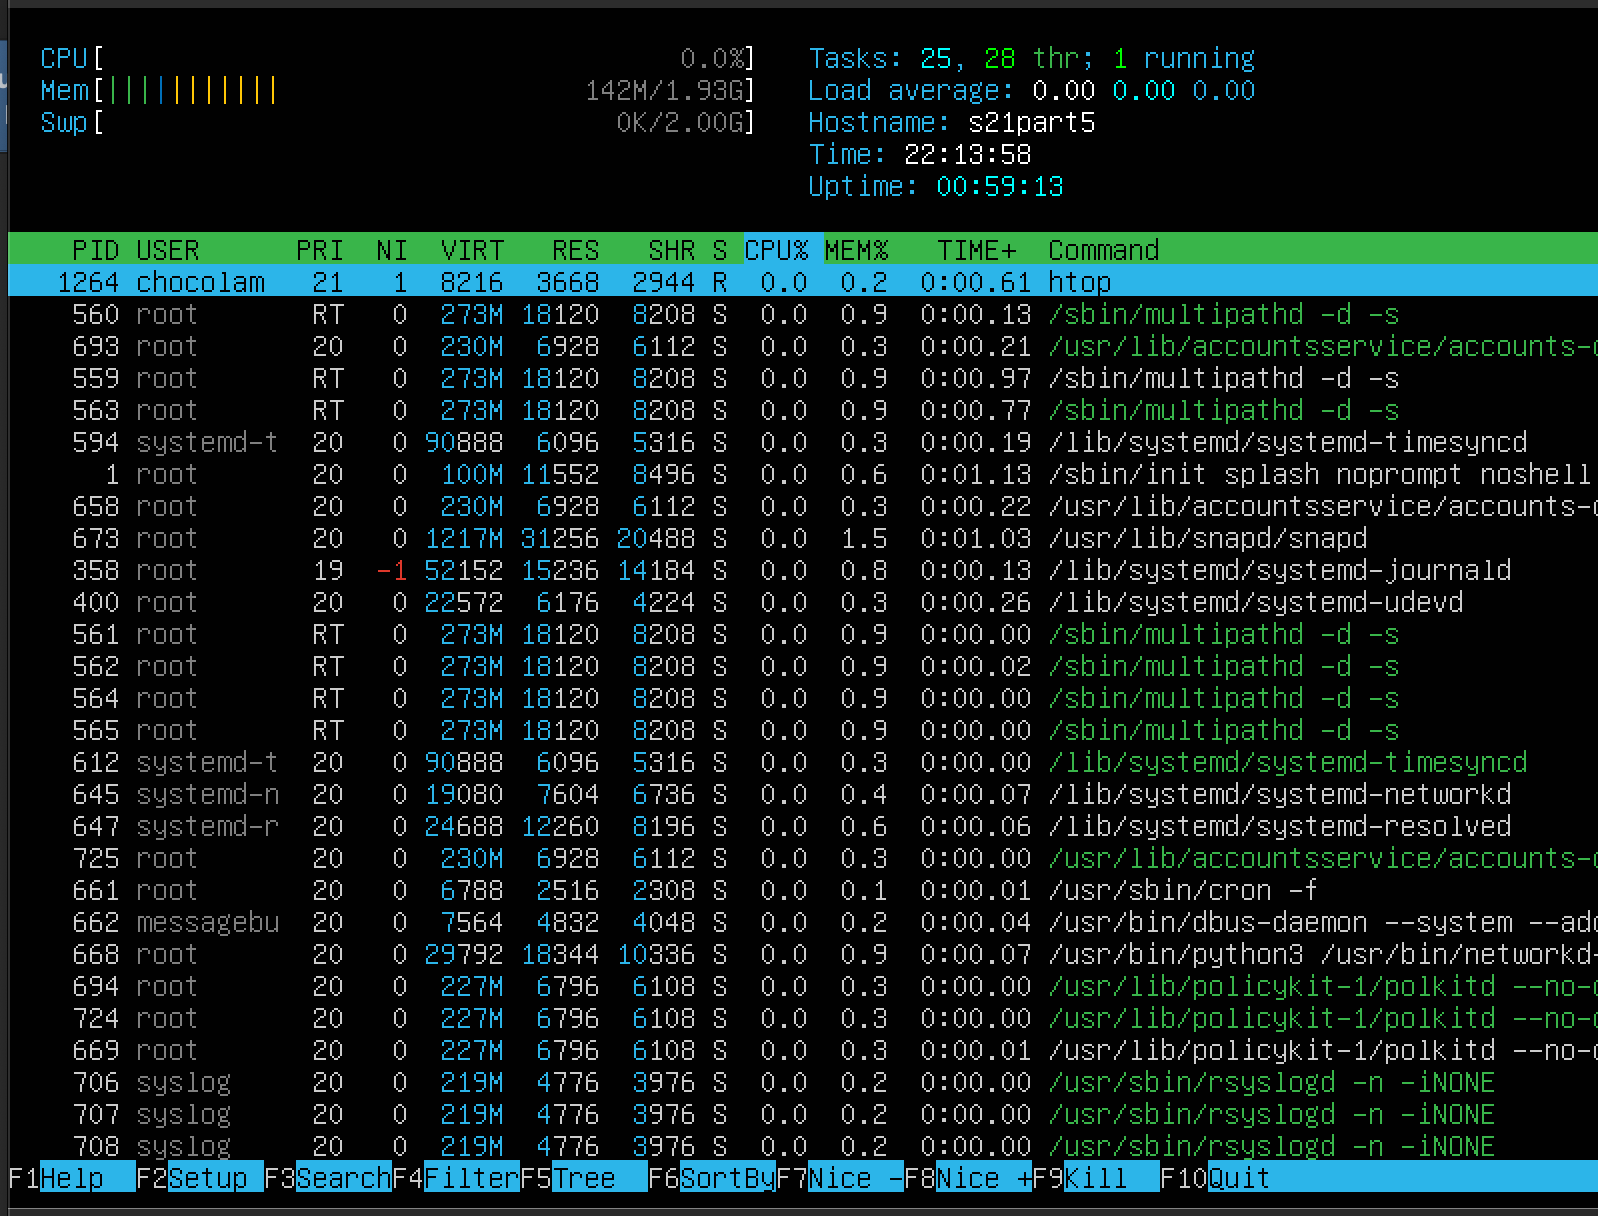 CPU[ 0.0%] Tasks: 25, 28 thr; 1 running
Mem[||||||||||| 142M/1.93G] Load average: 0.00 0.00 0.00
Swp[ 0K/2.00G] Hostname: s21part5
Time: 22:13:58
Uptime: 00:59:13
PID USER PRI NI VIRT RES SHR S CPU% MEM% TIME+ Command
1264 chocolam 21 1 8216 3668 2944 R 0.0 0.2 0:00.61 htop
560 root RT 0 273M 18120 8208 S 0.0 0.9 0:00.13 /sbin/multipathd -d -s
693 root 20 0 230M 6928 6112 S 0.0 0.3 0:00.21 /usr/lib/accountsservice/accounts-
559 root RT 0 273M 18120 8208 S 0.0 0.9 0:00.97 /sbin/multipathd -d -s
563 root RT 0 273M 18120 8208 S 0.0 0.9 0:00.77 /sbin/multipathd -d -s
594 systemd-t 20 0 90888 6096 5316 S 0.0 0.3 0:00.19 /lib/systemd/systemd-timesyncd
1 root 20 0 100M 11552 8496 S 0.0 0.6 0:01.13 /sbin/init splash noprompt noshell
658 root 20 0 230M 6928 6112 S 0.0 0.3 0:00.22 /usr/lib/accountsservice/accounts-
673 root 20 0 1217M 31256 20488 S 0.0 1.5 0:01.03 /usr/lib/snapd/snapd
358 root 19 -1 52152 15236 14184 S 0.0 0.8 0:00.13 /lib/systemd/systemd-journald
400 root 20 0 22572 6176 4224 S 0.0 0.3 0:00.26 /lib/systemd/systemd-udevd
561 root RT 0 273M 18120 8208 S 0.0 0.9 0:00.00 /sbin/multipathd -d -s
562 root RT 0 273M 18120 8208 S 0.0 0.9 0:00.02 /sbin/multipathd -d -s
564 root RT 0 273M 18120 8208 S 0.0 0.9 0:00.00 /sbin/multipathd -d -s
565 root RT 0 273M 18120 8208 S 0.0 0.9 0:00.00 /sbin/multipathd -d -s
612 systemd-t 20 0 90888 6096 5316 S 0.0 0.3 0:00.00 /lib/systemd/systemd-timesyncd
645 systemd-n 20 0 19080 7604 6736 S 0.0 0.4 0:00.07 /lib/systemd/systemd-networkd
647 systemd-r 20 0 24688 12260 8196 S 0.0 0.6 0:00.06 /lib/systemd/systemd-resolved
725 root 20 0 230M 6928 6112 S 0.0 0.3 0:00.00 /usr/lib/accountsservice/accounts-
661 root 20 0 6788 2516 2308 S 0.0 0.1 0:00.01 /usr/sbin/cron -f
662 messagebu 20 0 7564 4832 4048 S 0.0 0.2 0:00.04 /usr/bin/dbus-daemon --system --add
668 root 20 0 29792 18344 10336 S 0.0 0.9 0:00.07 /usr/bin/python3 /usr/bin/networkd-
694 root 20 0 227M 6796 6108 S 0.0 0.3 0:00.00 /usr/lib/policykit-1/polkitd --no-
724 root 20 0 227M 6796 6108 S 0.0 0.3 0:00.00 /usr/lib/policykit-1/polkitd --no-
669 root 20 0 227M 6796 6108 S 0.0 0.3 0:00.01 /usr/lib/policykit-1/polkitd --no-
706 syslog 20 0 219M 4776 3976 S 0.0 0.2 0:00.00 /usr/sbin/rsyslogd -n -iNONE
707 syslog 20 0 219M 4776 3976 S 0.0 0.2 0:00.00 /usr/sbin/rsyslogd -n -iNONE
708 syslog 20 0 219M 4776 3976 S 0.0 0.2 0:00.00 /usr/sbin/rsyslogd -n -iNONE
F1Help F2Setup F3SearchF4FilterF5Tree F6SortByF7Nice -F8Nice +F9Kill F10Quit